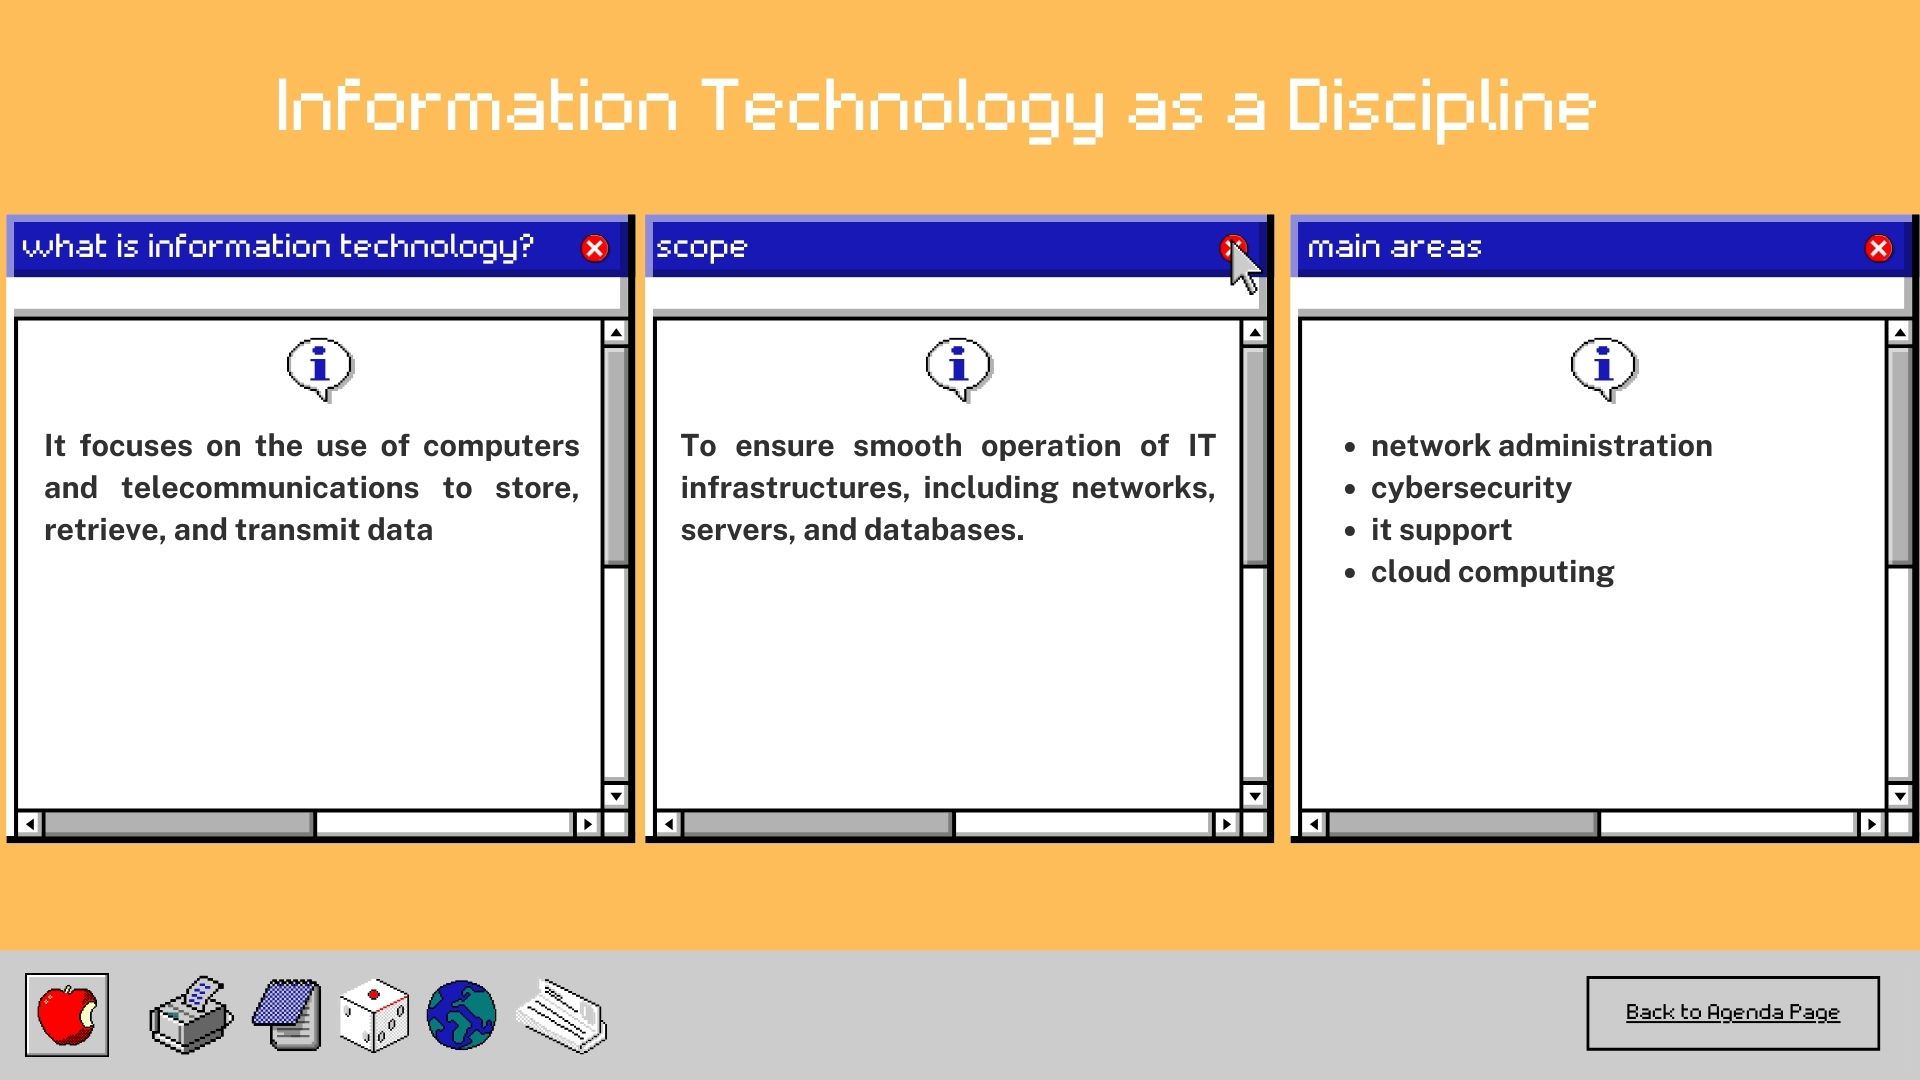 Information Technology as a Discipline
what is information technology?
It focuses on the use of computers
and telecommunications to store,
retrieve, and transmit data
scope
To ensure smooth operation of IT
infrastructures, including networks,
servers, and databases.
main areas
• network administration
• cybersecurity
• it support
• cloud computing
Back to Agenda Page